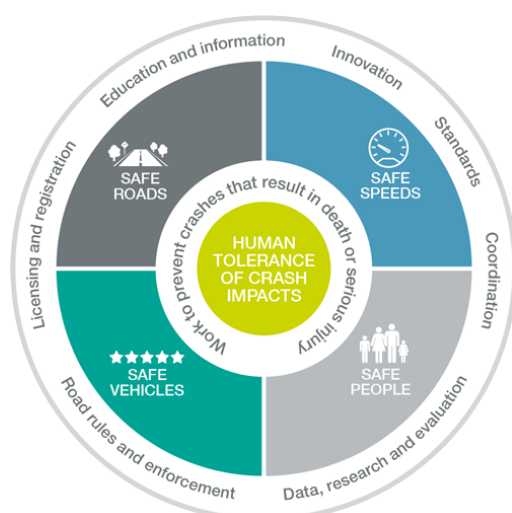 Education and information
Innovation
Standards
Coordination
Data, research and evaluation
Road rules and enforcement
Licensing and registration
SAFE
ROADS
SAFE
SPEEDS
SAFE
VEHICLES
SAFE
PEOPLE
Work to prevent crashes that result in death or serious injury
HUMAN
TOLERANCE
OF CRASH
IMPACTS